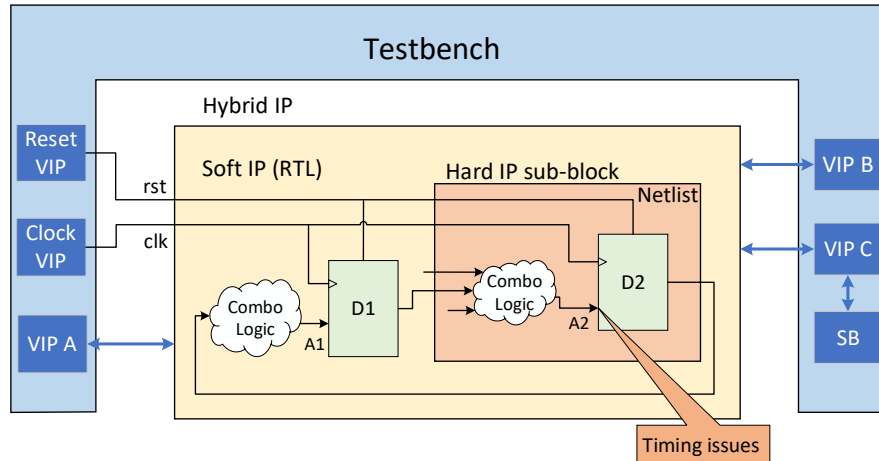 Testbench
Hybrid IP
Reset
VIP
Soft IP (RTL)
Hard IP sub-block
Netlist
rst
Clock
VIP
clk
VIP B
VIP C
Combo
Logic
A1
D1
Combo
Logic
A2
D2
VIP A
SB
Timing issues